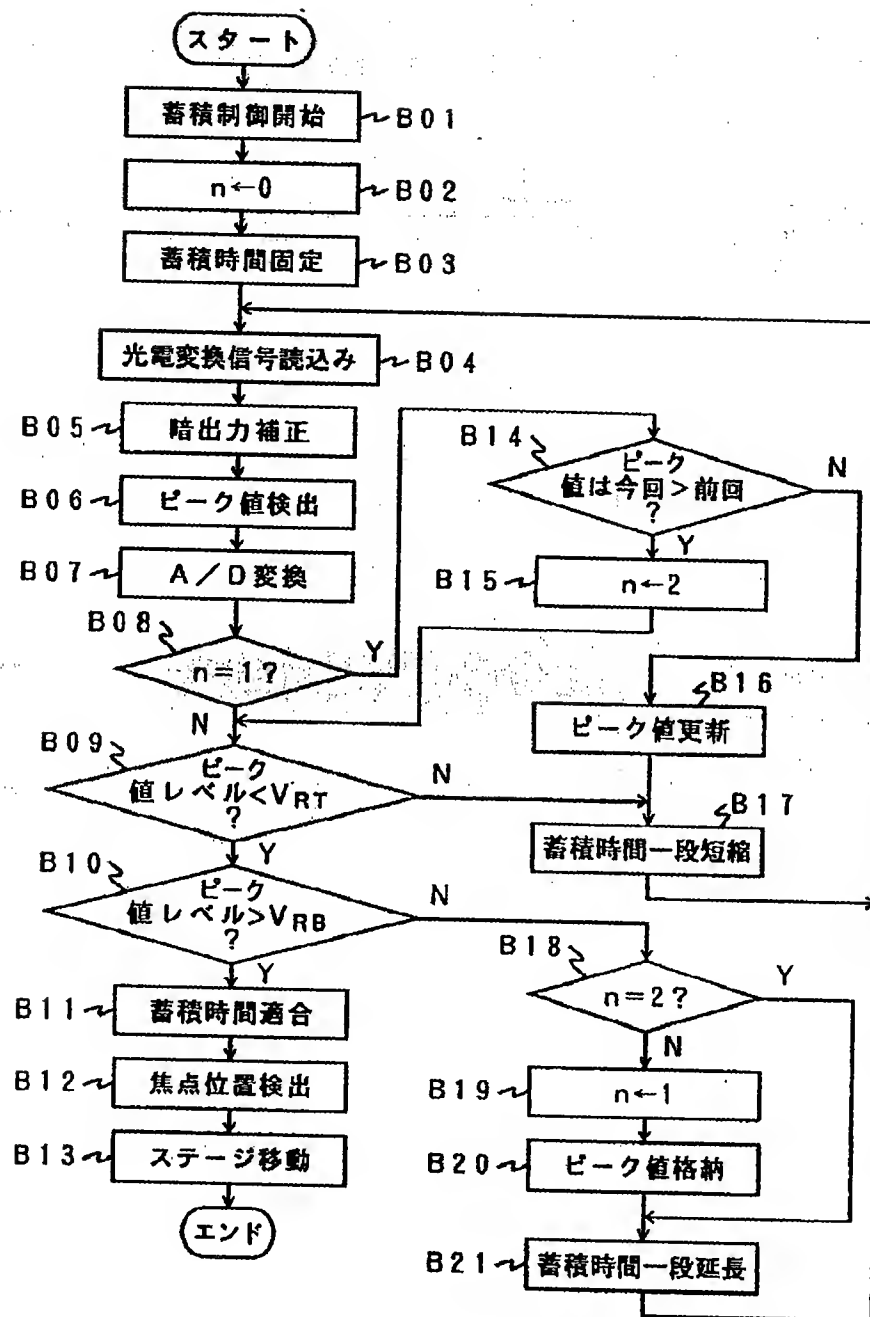 スタート
蓄積制御開始
B01
n←0
B02
蓄積時間固定
B03
光電変換信号読込み
B04
B05
暗出力補正
B06
ピーク値検出
B07
A/D変換
B08
n=1?
Y
N
B09
ピーク
値レベル<VRT
?
N
Y
B10
ピーク
値レベル>VRB
?
N
Y
B11
蓄積時間適合
B12
焦点位置検出
B13
ステージ移動
エンド
B14
ピーク
値は今回>前回
?
N
Y
B15
n←2
B16
ピーク値更新
B17
蓄積時間一段短縮
B18
n=2?
Y
N
B19
n←1
B20
ピーク値格納
B21
蓄積時間一段延長